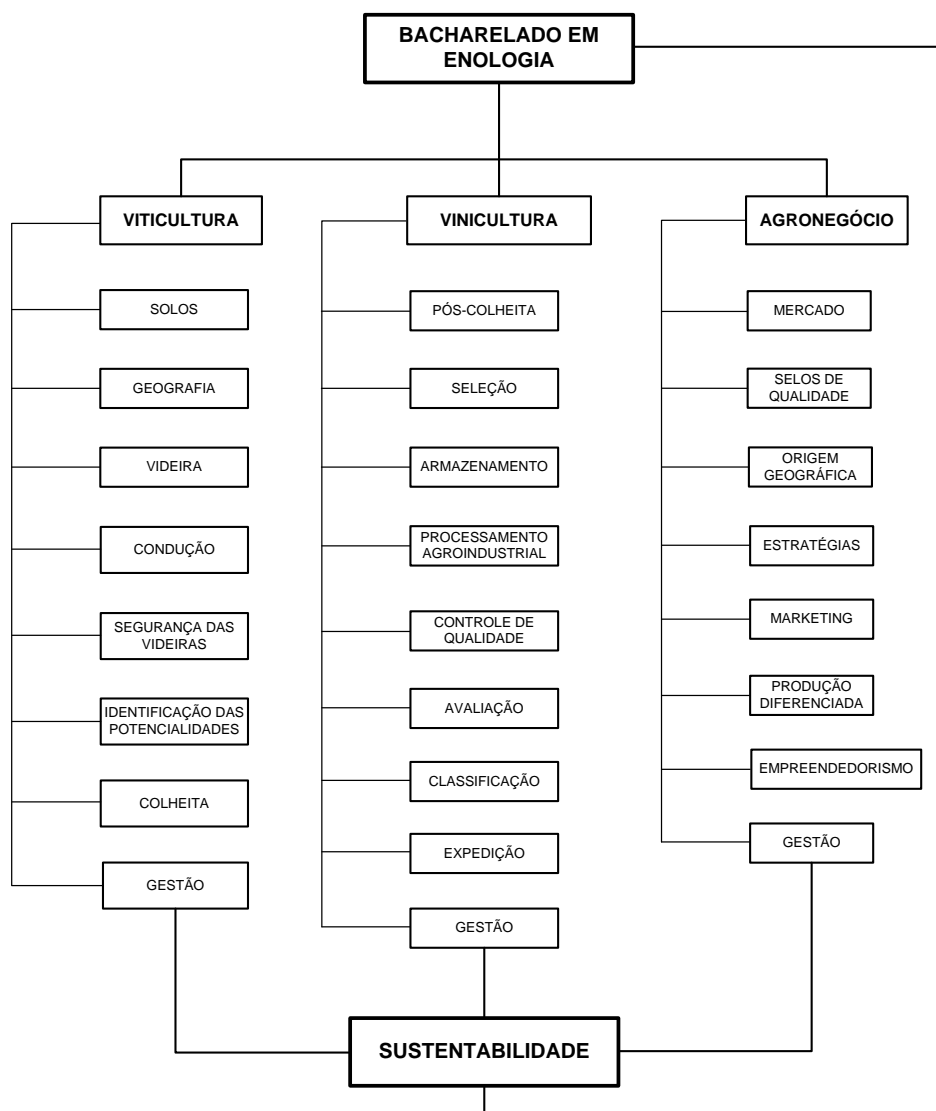 BACHARELADO EM
ENOLOGIA
VITICULTURA
SOLOS
GEOGRAFIA
VIDEIRA
CONDUÇÃO
SEGURANÇA DAS
VIDEIRAS
IDENTIFICAÇÃO DAS
POTENCIALIDADES
COLHEITA
GESTÃO
VINICULTURA
PÓS-COLHEITA
SELEÇÃO
ARMAZENAMENTO
PROCESSAMENTO
AGROINDUSTRIAL
CONTROLE DE
QUALIDADE
AVALIAÇÃO
CLASSIFICAÇÃO
EXPEDIÇÃO
GESTÃO
AGRONEGÓCIO
MERCADO
SELOS DE
QUALIDADE
ORIGEM
GEOGRÁFICA
ESTRATÉGIAS
MARKETING
PRODUÇÃO
DIFERENCIADA
EMPREENDEDORISMO
GESTÃO
SUSTENTABILIDADE